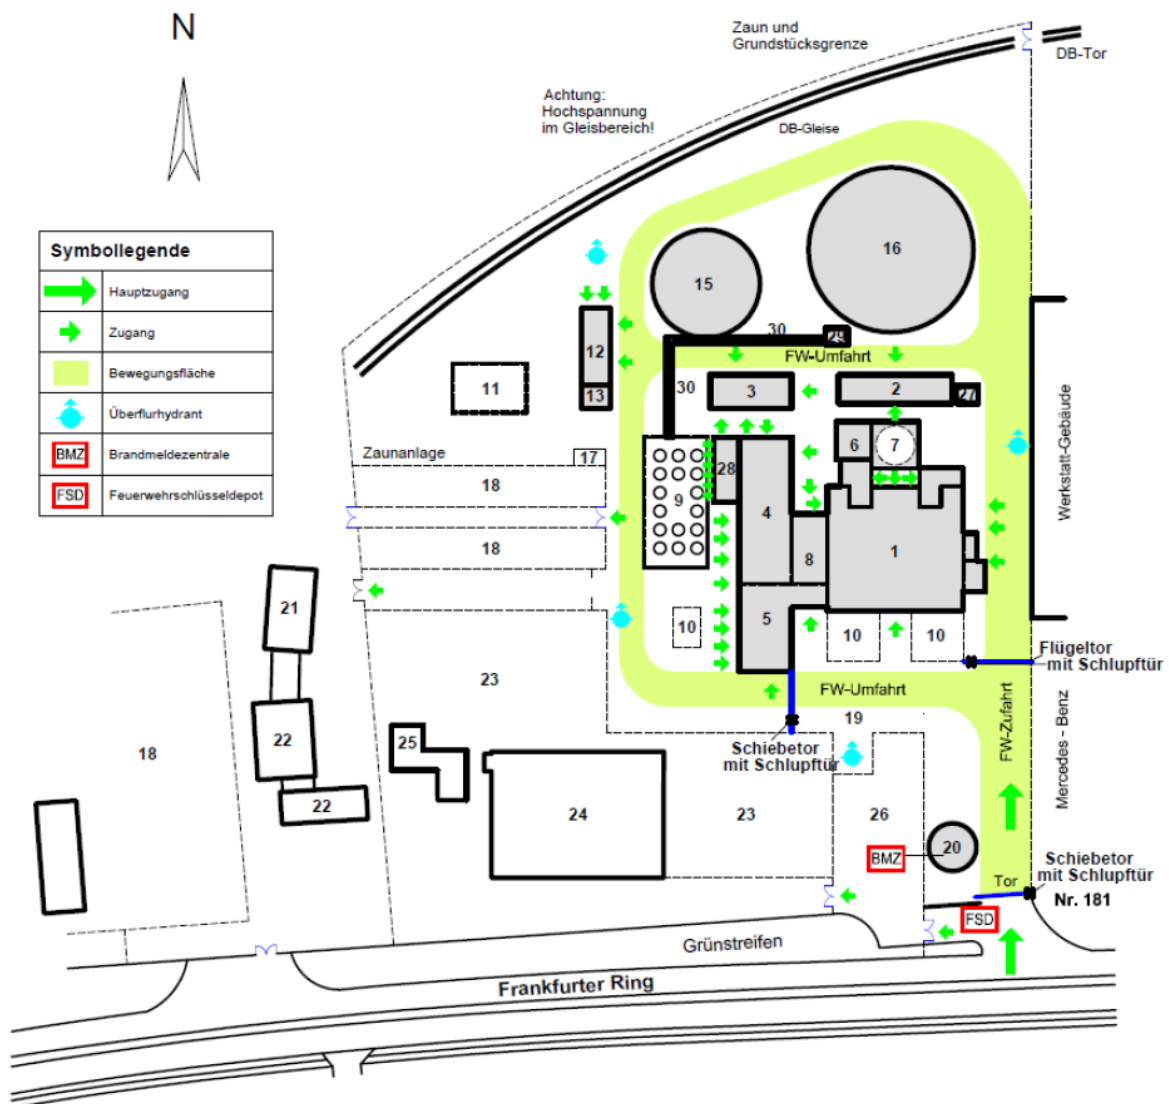 N
Zaun und
Grundstücksgrenze
DB-Tor
Achtung:
Hochspannung
im Gleisbereich!
DB-Gleise
Symbollegende
Hauptzugang
Zugang
Bewegungsfläche
Überflurhydrant
BMZ
Brandmeldezentrale
FSD
Feuerwehrschlüsseldepot
16
15
30
29
FW-Umfahrt
12
13
11
30
3
2
27
Werkstatt-Gebäude
6
7
Zaunanlage
17
28
18
9
4
18
8
1
21
10
5
10
10
Flügeltor
mit Schlupftür
23
FW-Umfahrt
FW-Zufahrt
Mercedes - Benz
19
18
22
25
Schiebetor
mit Schlupftür
22
24
23
26
BMZ
20
Schiebetor
mit Schlupftür
Tor
Nr. 181
FSD
Grünstreifen
Frankfurter Ring